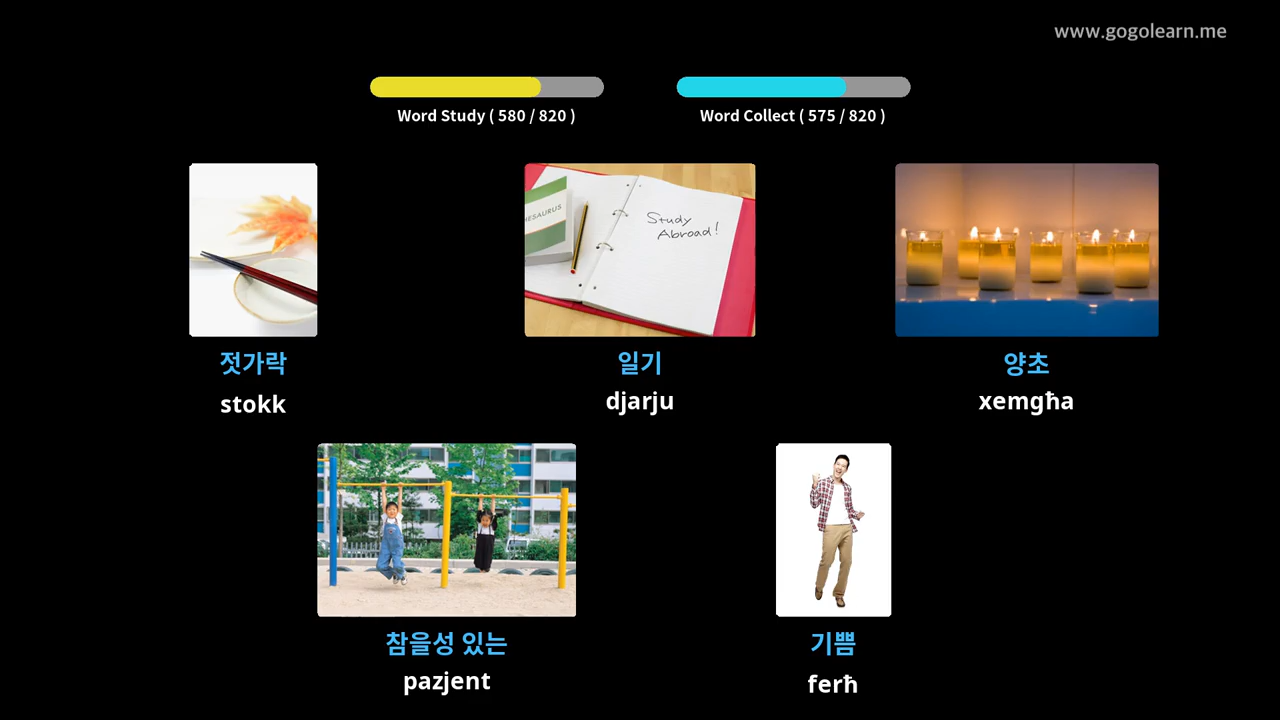 www.gogolearn.me
Word Study ( 580 / 820 )
Word Collect ( 575 / 820 )
HESAURUS
Study
Abroad!
젓가락
일기
양초
stokk
djarju
xemgħa
참을성 있는
기쁨
pazjent
ferħ